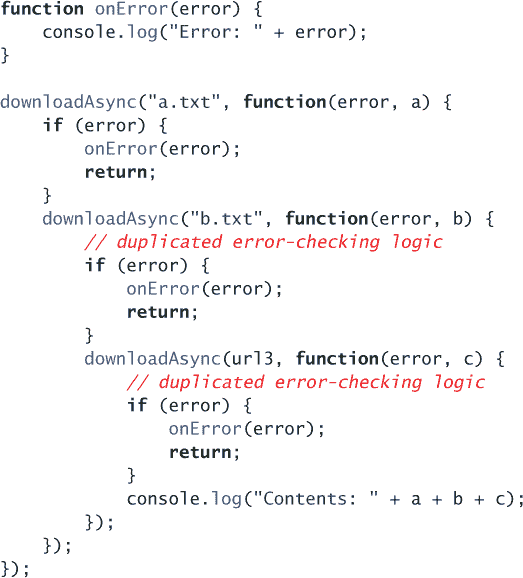 function onError(error) {
    console.log("Error: " + error);
}

downloadAsync("a.txt", function(error, a) {
    if (error) {
        onError(error);
        return;
    }
    downloadAsync("b.txt", function(error, b) {
        // duplicated error-checking logic
        if (error) {
            onError(error);
            return;
        }
        downloadAsync(url3, function(error, c) {
            // duplicated error-checking logic
            if (error) {
                onError(error);
                return;
            }
            console.log("Contents: " + a + b + c);
        });
    });
});